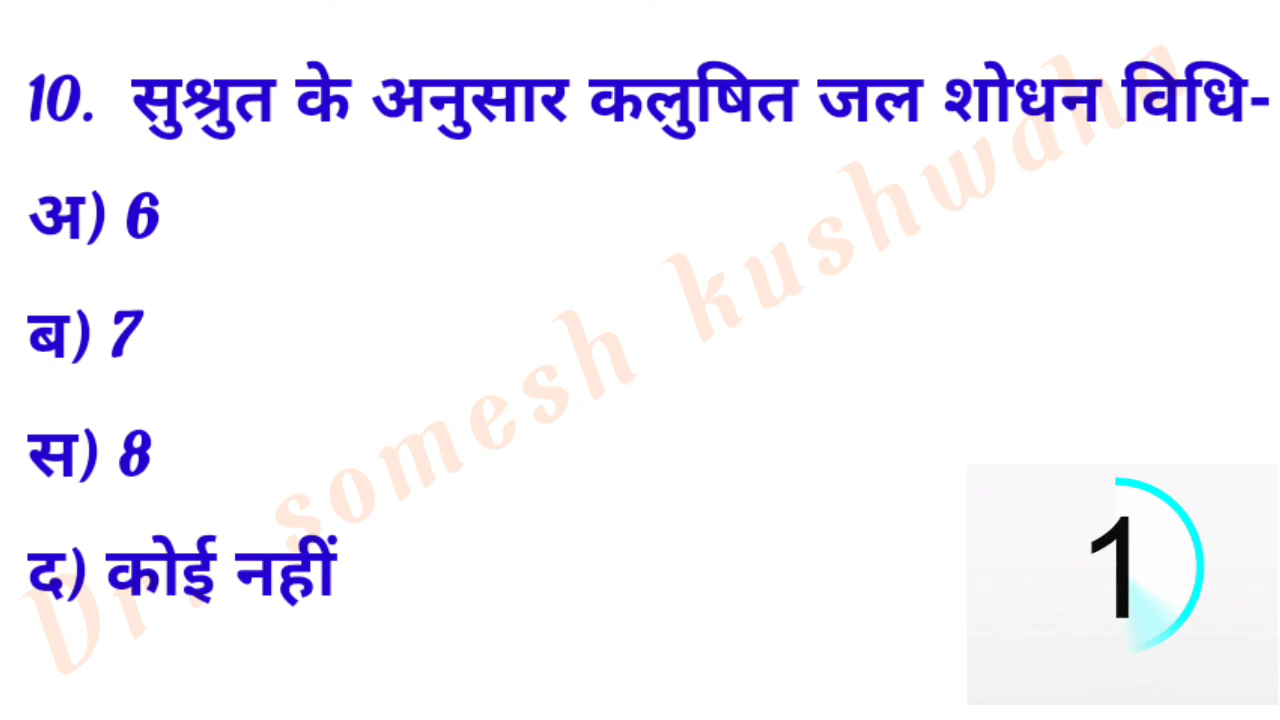 10. सुश्रुत के अनुसार कलुषित जल शोधन विधि-
अ) 6
ब) 7
स) 8
द) कोई नहीं
1
Dr. somesh kushwaha